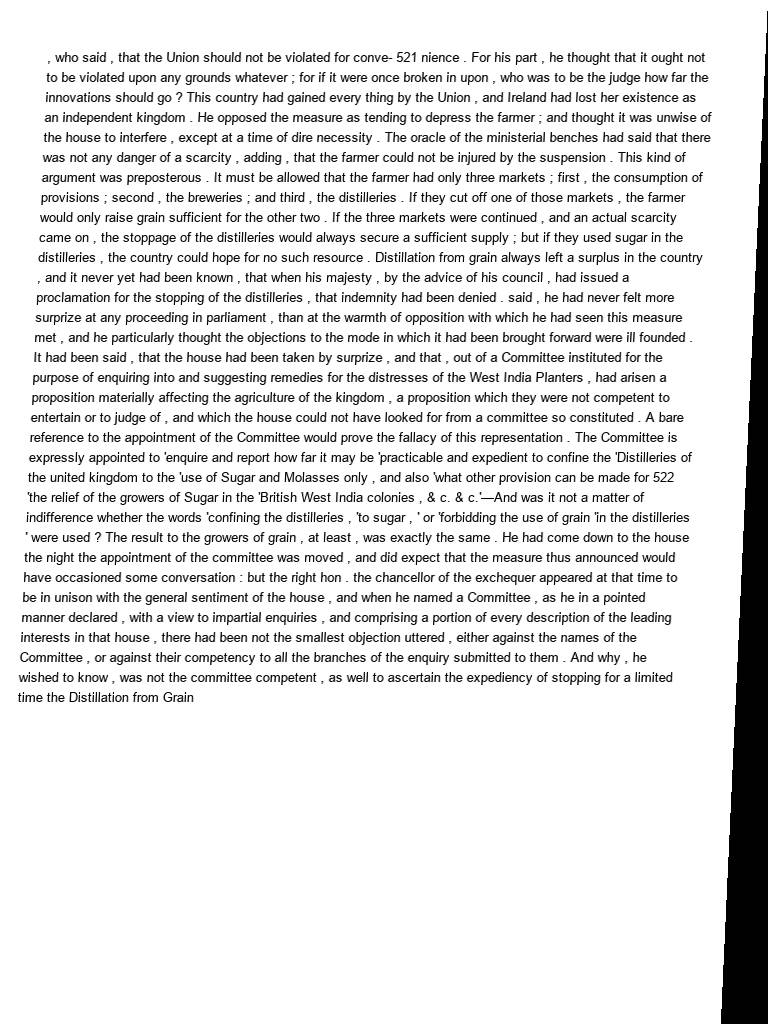 , who said , that the Union should not be violated for conve- 521 nience . For his part , he thought that it ought not
to be violated upon any grounds whatever ; for if it were once broken in upon , who was to be the judge how far the
innovations should go ? This country had gained every thing by the Union , and Ireland had lost her existence as
an independent kingdom . He opposed the measure as tending to depress the farmer ; and thought it was unwise of
the house to interfere , except at a time of dire necessity . The oracle of the ministerial benches had said that there
was not any danger of a scarcity , adding , that the farmer could not be injured by the suspension . This kind of
argument was preposterous . It must be allowed that the farmer had only three markets ; first , the consumption of
provisions ; second , the breweries ; and third , the distilleries . If they cut off one of those markets , the farmer
would only raise grain sufficient for the other two . If the three markets were continued , and an actual scarcity
came on , the stoppage of the distilleries would always secure a sufficient supply ; but if they used sugar in the
distilleries , the country could hope for no such resource . Distillation from grain always left a surplus in the country
, and it never yet had been known , that when his majesty , by the advice of his council , had issued a
proclamation for the stopping of the distilleries , that indemnity had been denied . said , he had never felt more
surprize at any proceeding in parliament , than at the warmth of opposition with which he had seen this measure
met , and he particularly thought the objections to the mode in which it had been brought forward were ill founded .
It had been said , that the house had been taken by surprize , and that , out of a Committee instituted for the
purpose of enquiring into and suggesting remedies for the distresses of the West India Planters , had arisen a
proposition materially affecting the agriculture of the kingdom , a proposition which they were not competent to
entertain or to judge of , and which the house could not have looked for from a committee so constituted . A bare
reference to the appointment of the Committee would prove the fallacy of this representation . The Committee is
expressly appointed to 'enquire and report how far it may be 'practicable and expedient to confine the 'Distilleries of
the united kingdom to the 'use of Sugar and Molasses only , and also 'what other provision can be made for 522
'the relief of the growers of Sugar in the 'British West India colonies , & c. & c.'—And was it not a matter of
indifference whether the words 'confining the distilleries , 'to sugar , ' or 'forbidding the use of grain 'in the distilleries
' were used ? The result to the growers of grain , at least , was exactly the same . He had come down to the house
the night the appointment of the committee was moved , and did expect that the measure thus announced would
have occasioned some conversation : but the right hon . the chancellor of the exchequer appeared at that time to
be in unison with the general sentiment of the house , and when he named a Committee , as he in a pointed
manner declared , with a view to impartial enquiries , and comprising a portion of every description of the leading
interests in that house , there had been not the smallest objection uttered , either against the names of the
Committee , or against their competency to all the branches of the enquiry submitted to them . And why , he
wished to know , was not the committee competent , as well to ascertain the expediency of stopping for a limited
time the Distillation from Grain